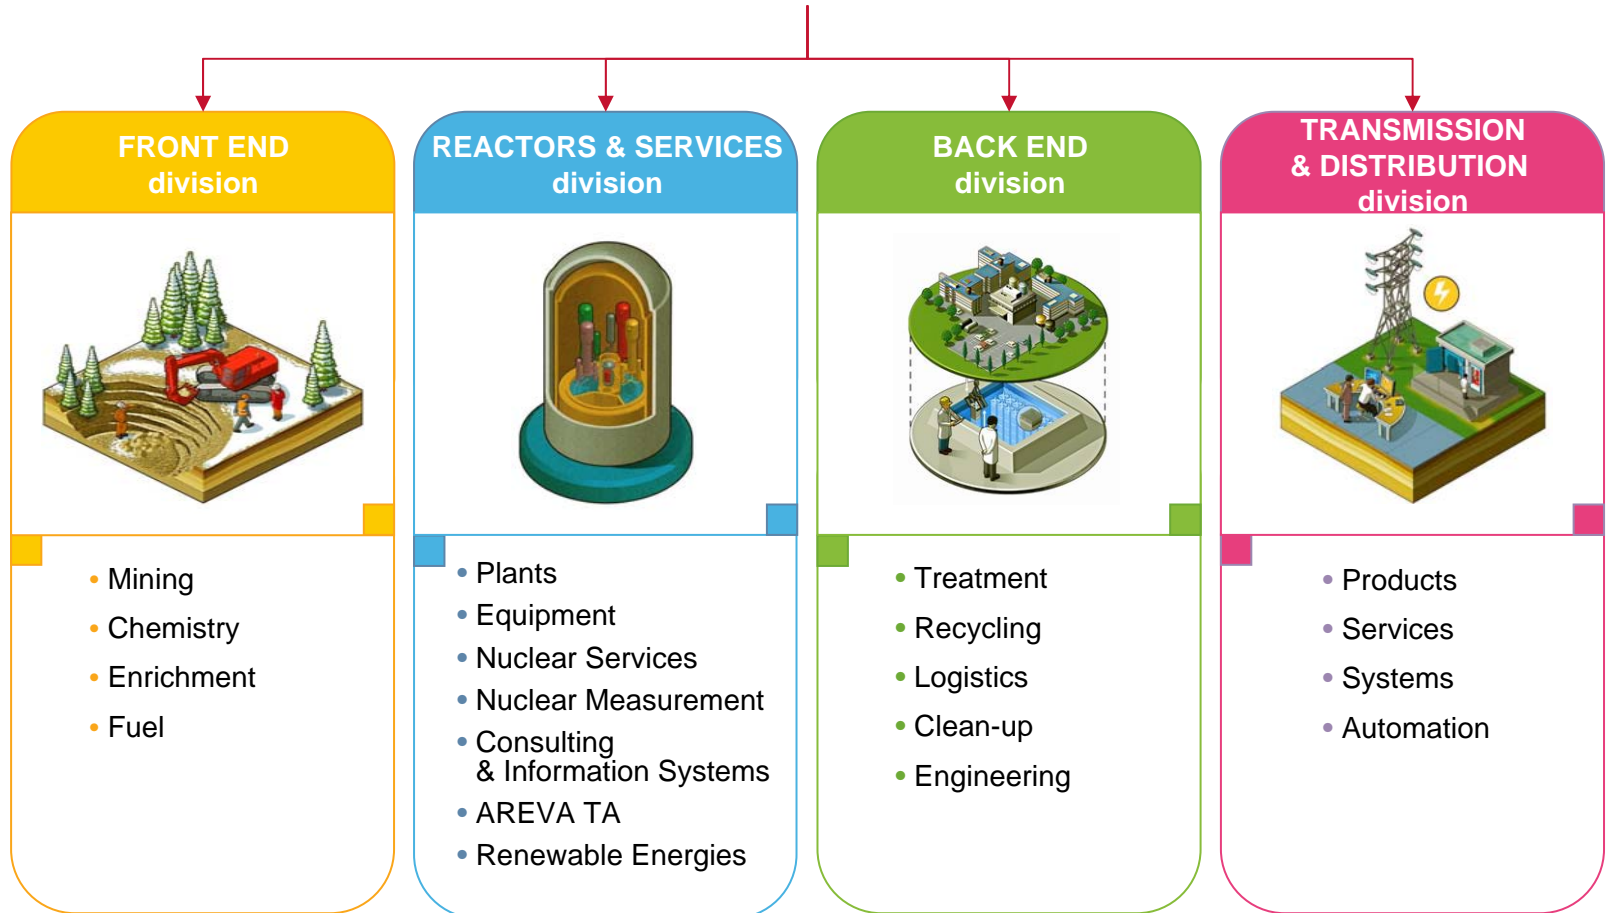 FRONT END
division
• Mining
• Chemistry
• Enrichment
• Fuel
REACTORS & SERVICES
division
• Plants
• Equipment
• Nuclear Services
• Nuclear Measurement
• Consulting
& Information Systems
• AREVA TA
• Renewable Energies
BACK END
division
• Treatment
• Recycling
• Logistics
• Clean-up
• Engineering
TRANSMISSION
& DISTRIBUTION
division
• Products
• Services
• Systems
• Automation